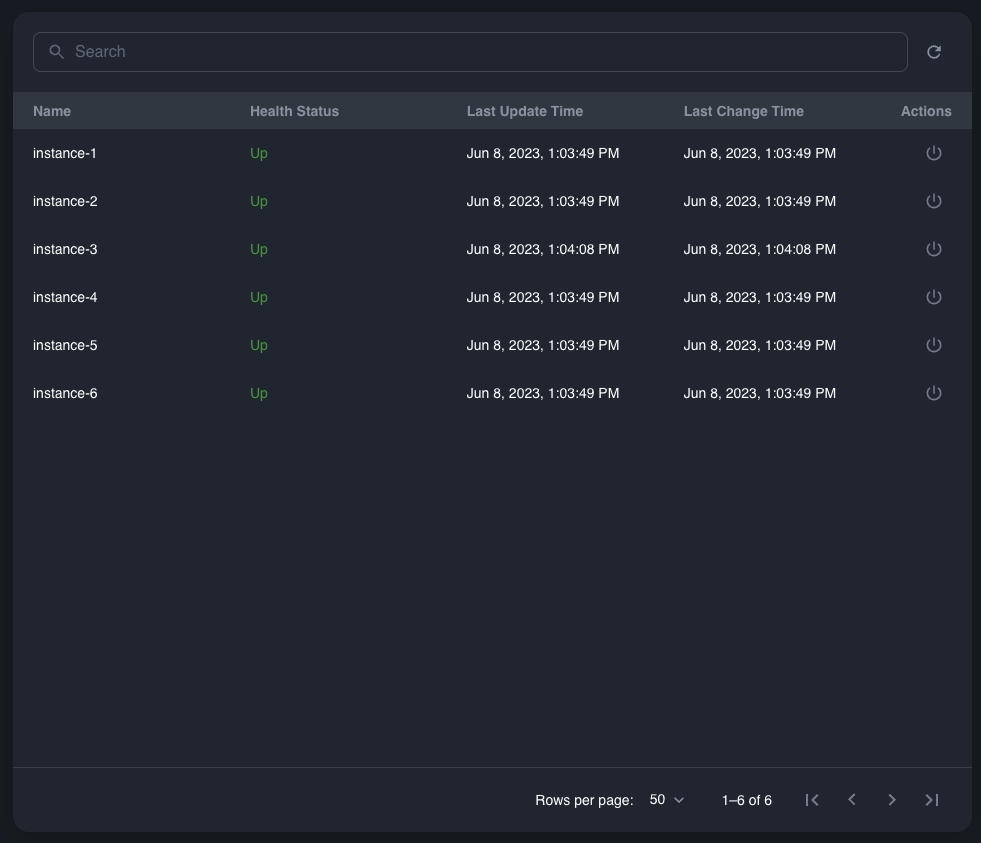 Search
Name Health Status Last Update Time Last Change Time Actions
instance-1 Up Jun 8, 2023, 1:03:49 PM Jun 8, 2023, 1:03:49 PM
instance-2 Up Jun 8, 2023, 1:03:49 PM Jun 8, 2023, 1:03:49 PM
instance-3 Up Jun 8, 2023, 1:04:08 PM Jun 8, 2023, 1:04:08 PM
instance-4 Up Jun 8, 2023, 1:03:49 PM Jun 8, 2023, 1:03:49 PM
instance-5 Up Jun 8, 2023, 1:03:49 PM Jun 8, 2023, 1:03:49 PM
instance-6 Up Jun 8, 2023, 1:03:49 PM Jun 8, 2023, 1:03:49 PM
Rows per page: 50 1–6 of 6